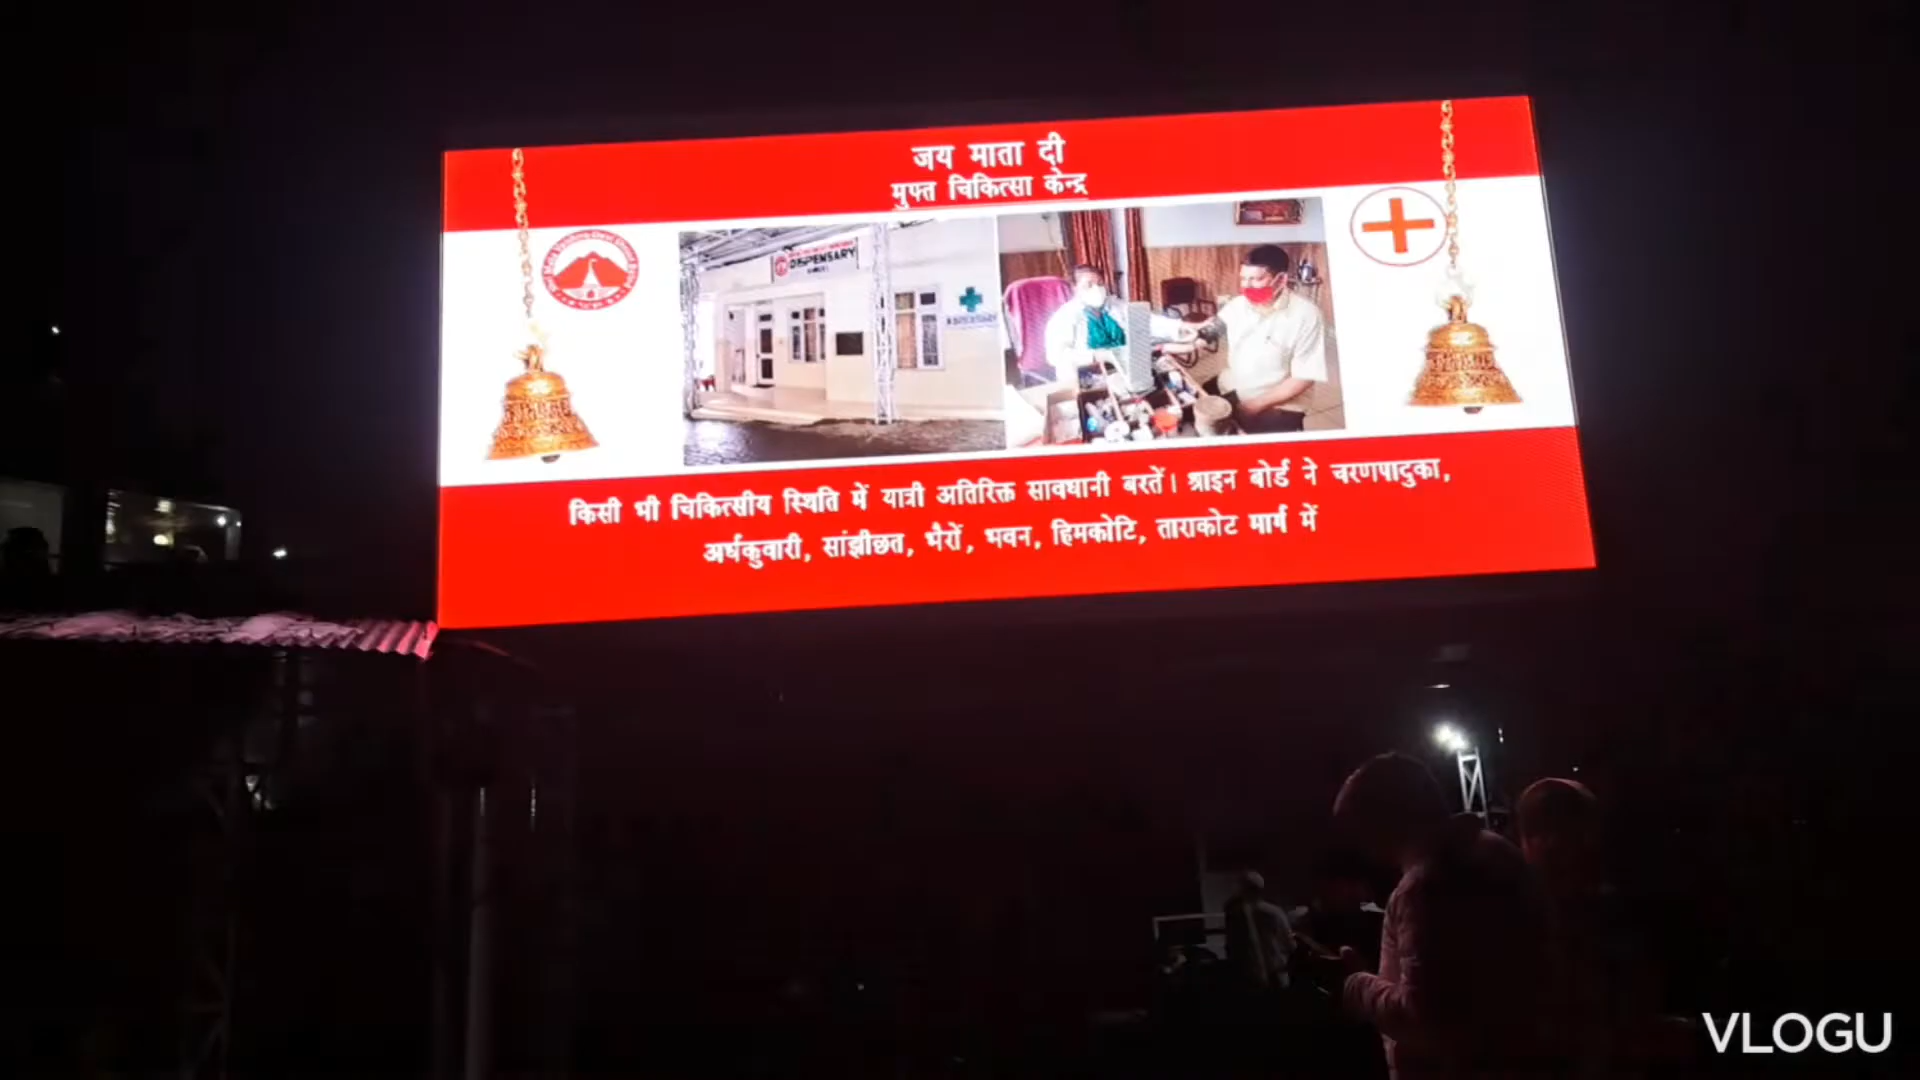 जय माता दी
मुफ्त चिकित्सा केन्द्र
DISPENSARY
किसी भी चिकित्सीय स्थिति में यात्री अतिरिक्त सावधानी बरतें। श्राइन बोर्ड ने चरणपादुका,
अर्धकुवारी, सांझीछत, भैरों, भवन, हिमकोटि, ताराकोट मार्ग में
VLOGU